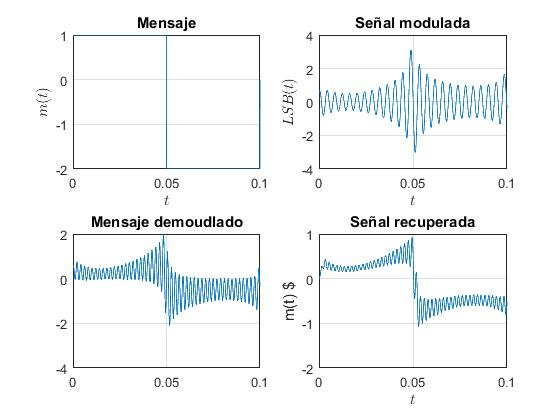 Mensaje
1
0
-1
-2
m(t)
0
0.05
0.1
t
Señal modulada
4
2
0
-2
-4
LSB(t)
0
0.05
0.1
t
Mensaje demoudlado
2
0
-2
-4
0
0.05
0.1
Señal recuperada
1
0
-1
-2
m(t) $
0
0.05
0.1
t